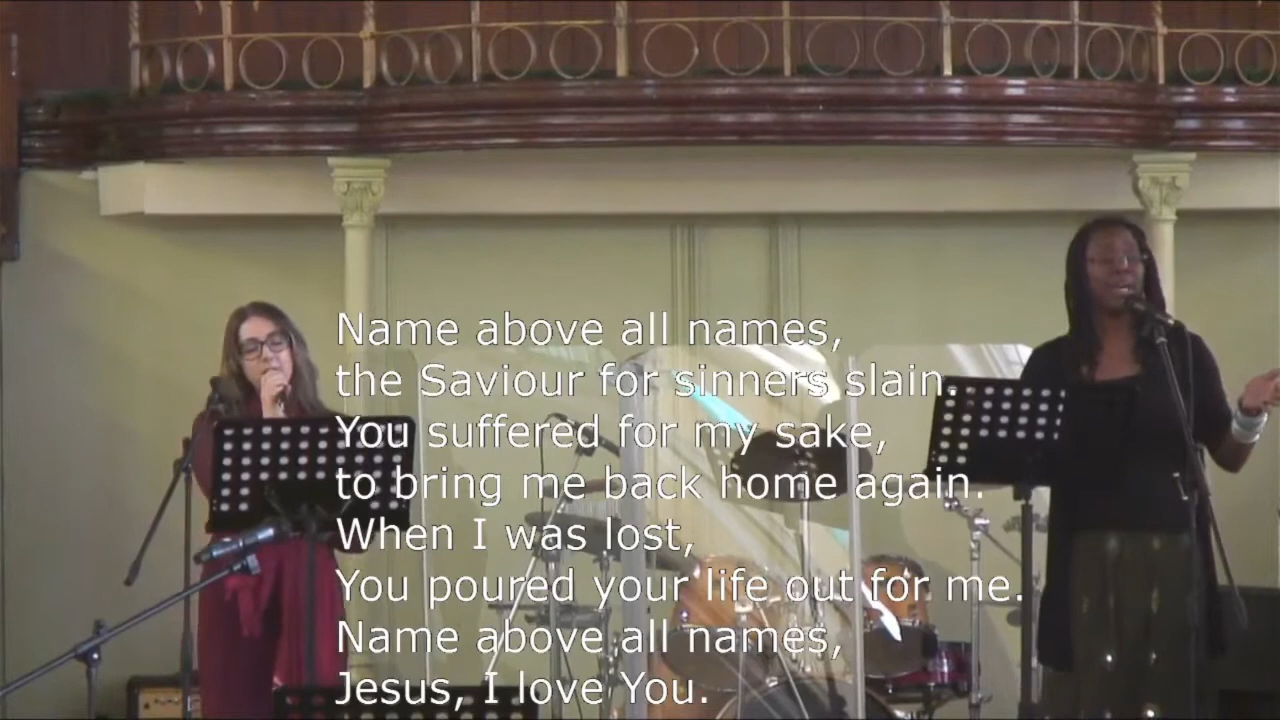 Name above all names,
the Saviour for sinners slain.
You suffered for my sake,
to bring me back home again.
When I was lost,
You poured your life out for me.
Name above all names,
Jesus, I love You.